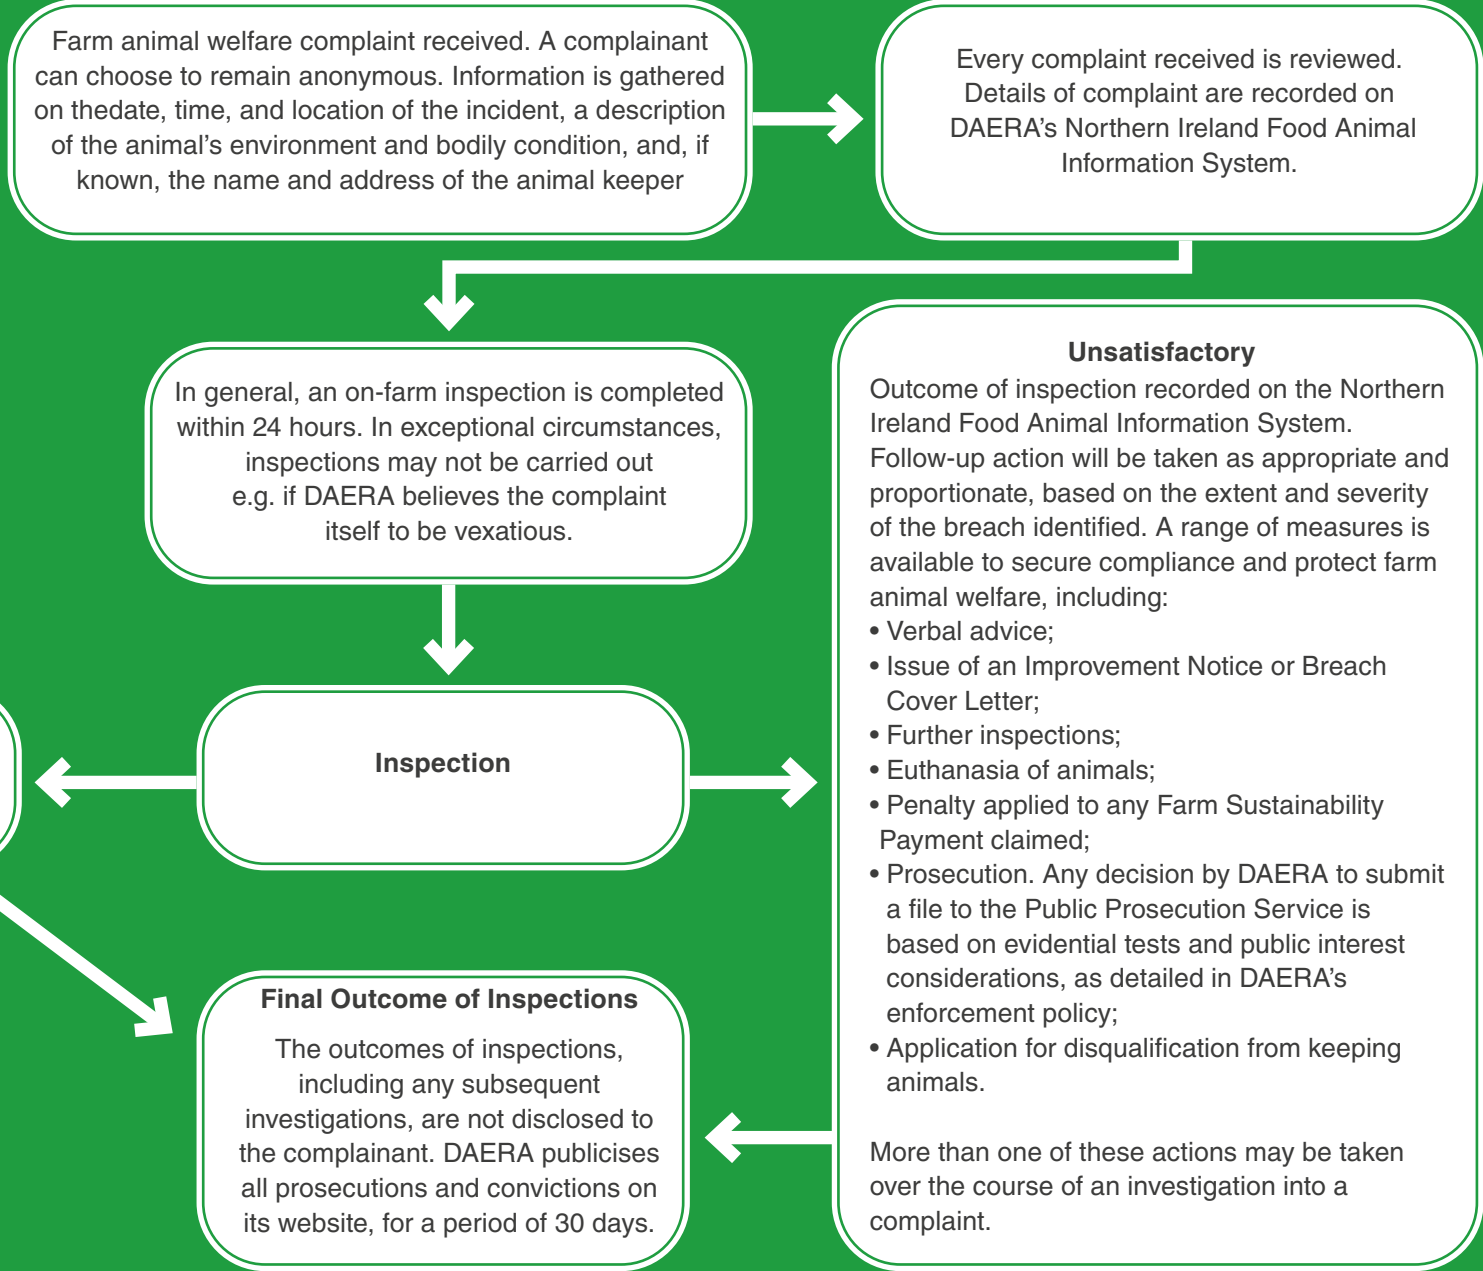 Farm animal welfare complaint received. A complainant
can choose to remain anonymous. Information is gathered
on thedate, time, and location of the incident, a description
of the animal's environment and bodily condition, and, if
known, the name and address of the animal keeper
Every complaint received is reviewed.
Details of complaint are recorded on
DAERA's Northern Ireland Food Animal
Information System.
In general, an on-farm inspection is completed
within 24 hours. In exceptional circumstances,
inspections may not be carried out
e.g. if DAERA believes the complaint
itself to be vexatious.
Inspection
Unsatisfactory
Outcome of inspection recorded on the Northern
Ireland Food Animal Information System.
Follow-up action will be taken as appropriate and
proportionate, based on the extent and severity
of the breach identified. A range of measures is
available to secure compliance and protect farm
animal welfare, including:
• Verbal advice;
• Issue of an Improvement Notice or Breach
Cover Letter;
• Further inspections;
• Euthanasia of animals;
• Penalty applied to any Farm Sustainability
Payment claimed;
• Prosecution. Any decision by DAERA to submit
a file to the Public Prosecution Service is
based on evidential tests and public interest
considerations, as detailed in DAERA's
enforcement policy;
• Application for disqualification from keeping
animals.
More than one of these actions may be taken
over the course of an investigation into a
complaint.
Final Outcome of Inspections
The outcomes of inspections,
including any subsequent
investigations, are not disclosed to
the complainant. DAERA publicises
all prosecutions and convictions on
its website, for a period of 30 days.